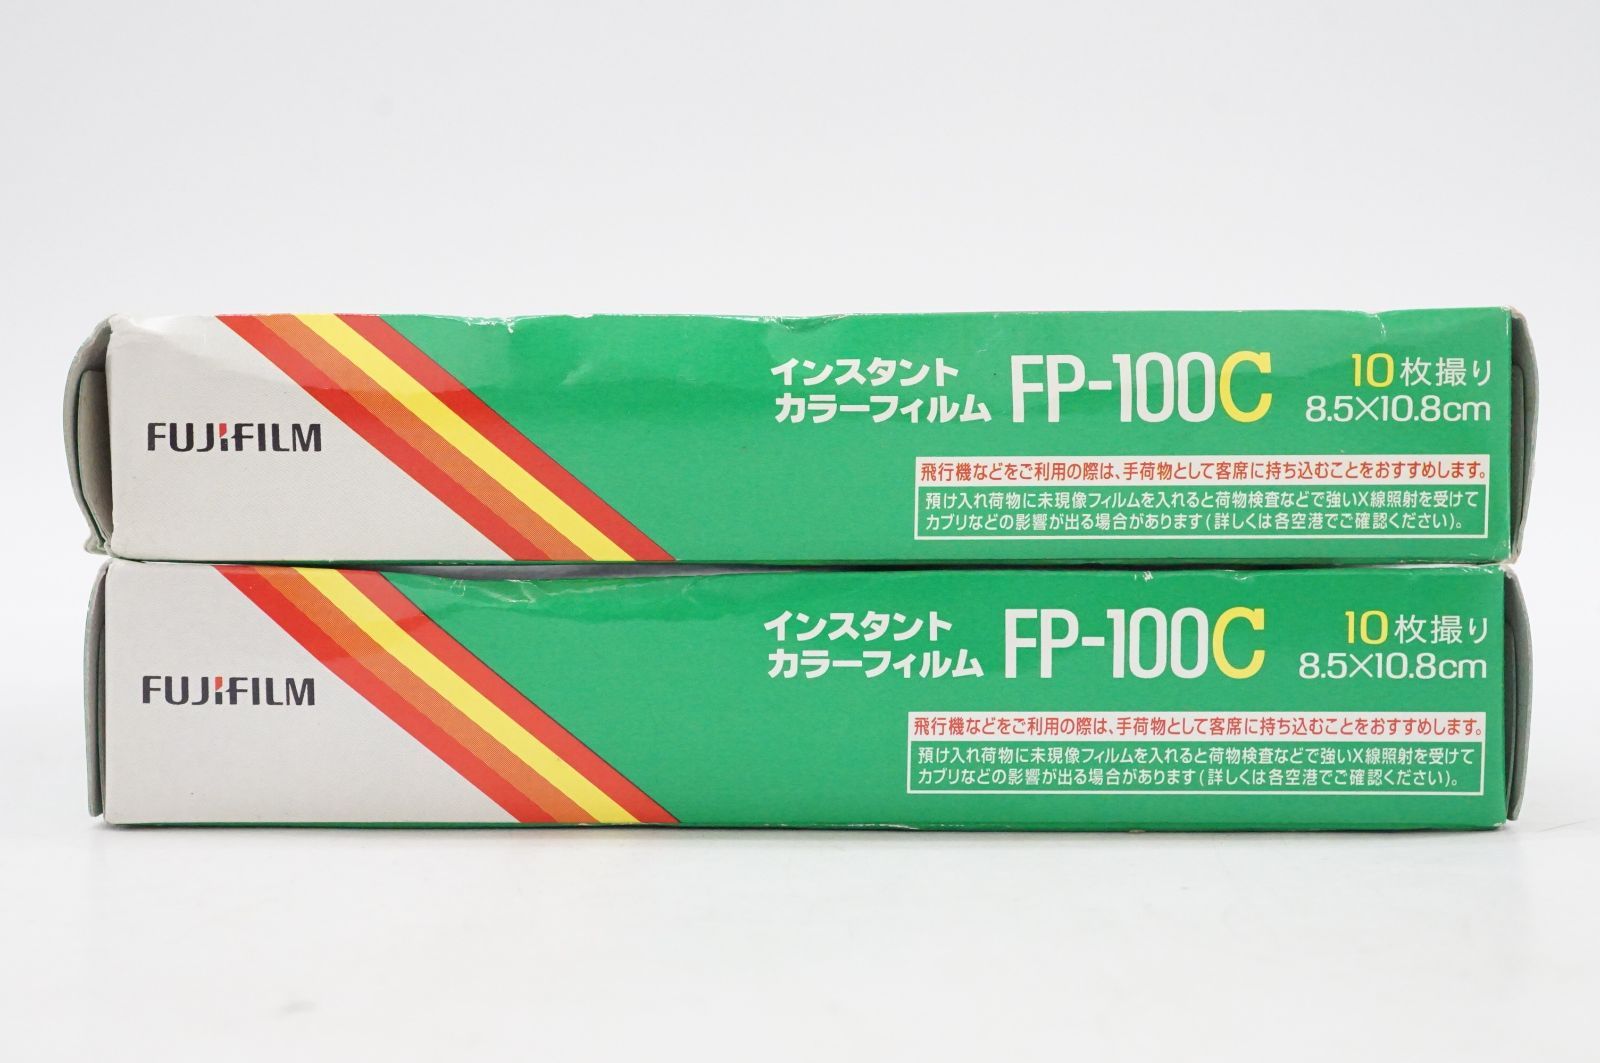 FUJIFILM
インスタント
カラーフィルム
FP-100C
10枚撮り
8.5×10.8cm
飛行機などをご利用の際は、手荷物として客席に持ち込むことをおすすめします。
預け入れ荷物に未現像フィルムを入れると荷物検査などで強いX線照射を受けて
カブリなどの影響が出る場合があります(詳しくは各空港でご確認ください)。
FUJIFILM
インスタント
カラーフィルム
FP-100C
10枚撮り
8.5×10.8cm
飛行機などをご利用の際は、手荷物として客席に持ち込むことをおすすめします。
預け入れ荷物に未現像フィルムを入れると荷物検査などで強いX線照射を受けて
カブリなどの影響が出る場合があります(詳しくは各空港でご確認ください)。